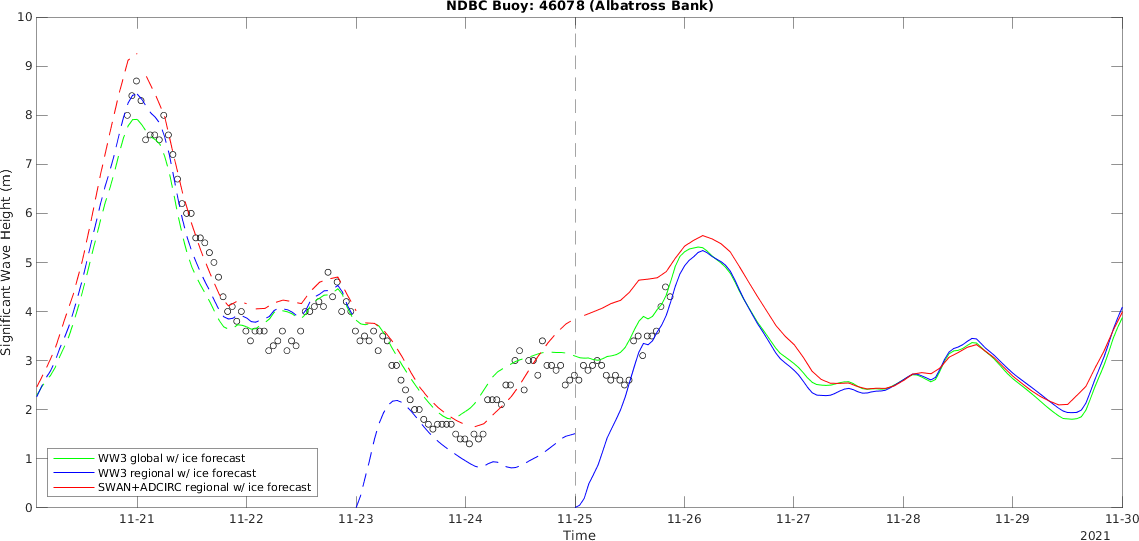 NDBC Buoy: 46078 (Albatross Bank)
10
9
8
7
6
5
4
3
2
1
0
Significant Wave Height (m)
WW3 global w/ ice forecast
WW3 regional w/ ice forecast
SWAN+ADCIRC regional w/ ice forecast
11-21 11-22 11-23 11-24 11-25 11-26 11-27 11-28 11-29 11-30
Time
2021